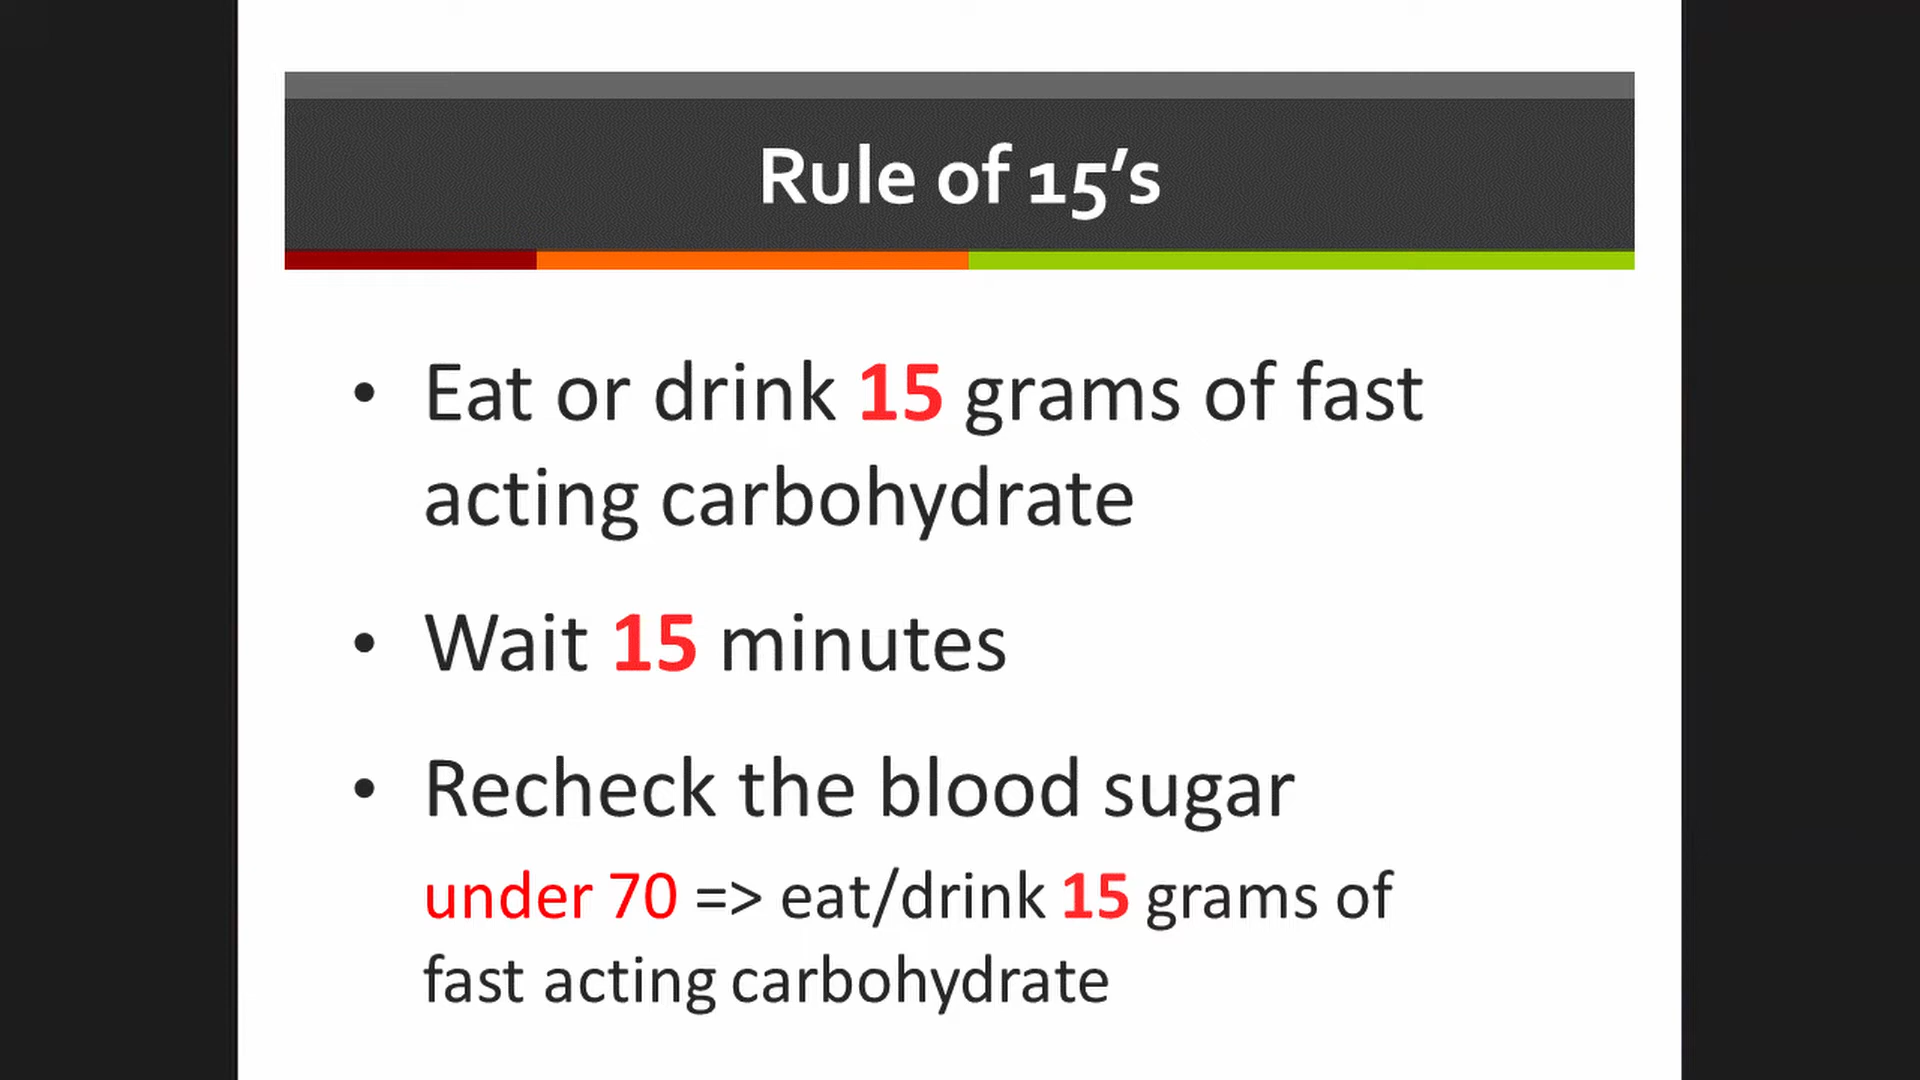 Rule of 15's
• Eat or drink 15 grams of fast
acting carbohydrate
• Wait 15 minutes
• Recheck the blood sugar
under 70 => eat/drink 15 grams of
fast acting carbohydrate